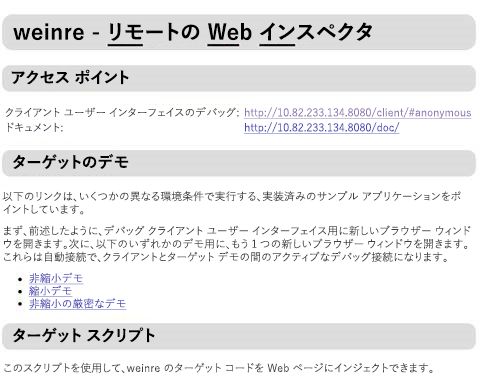 weinre - リモートの Web インスペクタ
アクセス ポイント
クライアント ユーザー インターフェイスのデバッグ: http://10.82.233.134.8080/client/#anonymous
ドキュメント: http://10.82.233.134.8080/doc/
ターゲットのデモ
以下のリンクは、いくつかの異なる環境条件で実行する、実装済みのサンプル アプリケーションをポ
イントしています。
まず、前述したように、デバッグ クライアント ユーザー インターフェイス用に新しいブラウザー ウィンド
ウを開きます。次に、以下のいずれかのデモ用に、もう１つの新しいブラウザー ウィンドウを開きます。
これらは自動接続で、クライアントとターゲット デモの間のアクティブなデバッグ接続になります。
• 非縮小デモ
• 縮小デモ
• 非縮小の厳密なデモ
ターゲット スクリプト
このスクリプトを使用して、weinre のターゲット コードを Web ページにインジェクトできます。